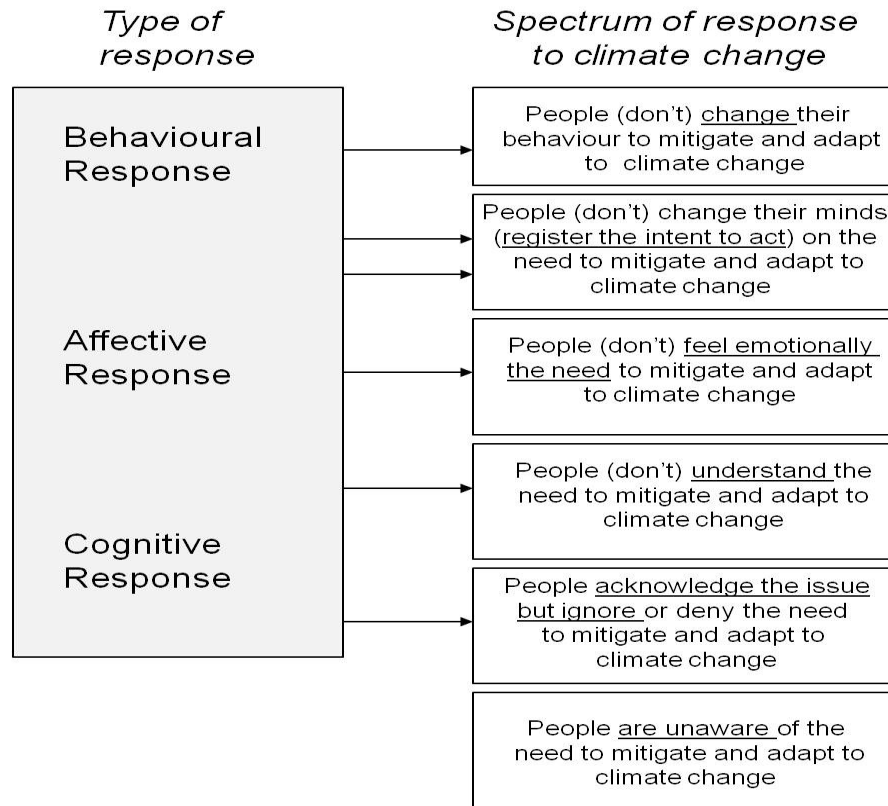 Type of
response
Spectrum of response
to climate change
Behavioural
Response
Affective
Response
Cognitive
Response
People (don't) change their
behaviour to mitigate and adapt
to climate change
People (don't) change their minds
(register the intent to act) on the
need to mitigate and adapt to
climate change
People (don't) feel emotionally
the need to mitigate and adapt
to climate change
People (don't) understand the
need to mitigate and adapt to
climate change
People acknowledge the issue
but ignore or deny the need
to mitigate and adapt to
climate change
People are unaware of the
need to mitigate and adapt to
climate change